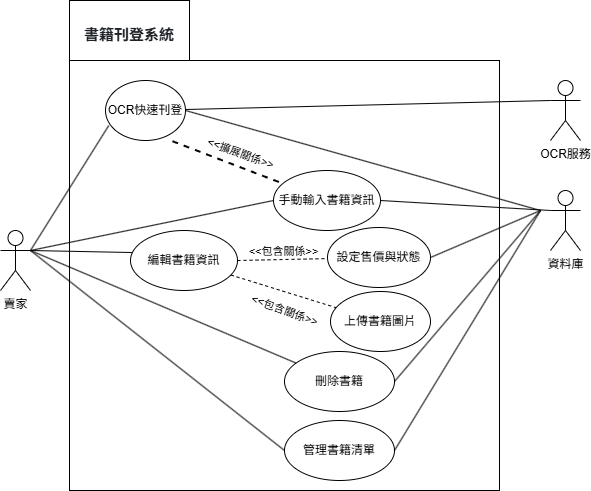 書籍刊登系統
OCR快速刊登
<<擴展關係>>
OCR服務
手動輸入書籍資訊
編輯書籍資訊
<<包含關係>>
設定售價與狀態
資料庫
賣家
<<包含關係>>
上傳書籍圖片
刪除書籍
管理書籍清單